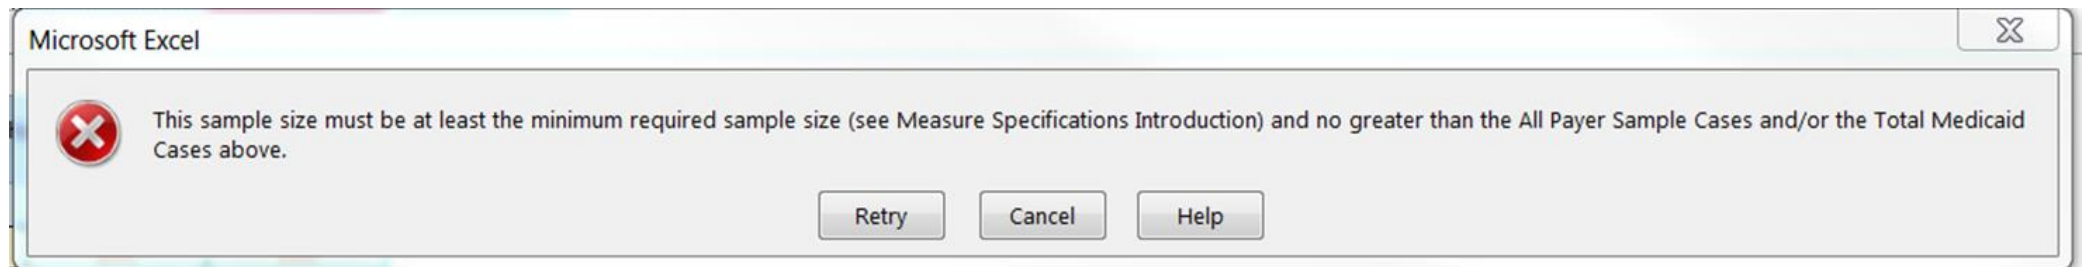 Microsoft Excel
This sample size must be at least the minimum required sample size (see Measure Specifications Introduction) and no greater than the All Payer Sample Cases and/or the Total Medicaid
Cases above.
Retry Cancel Help